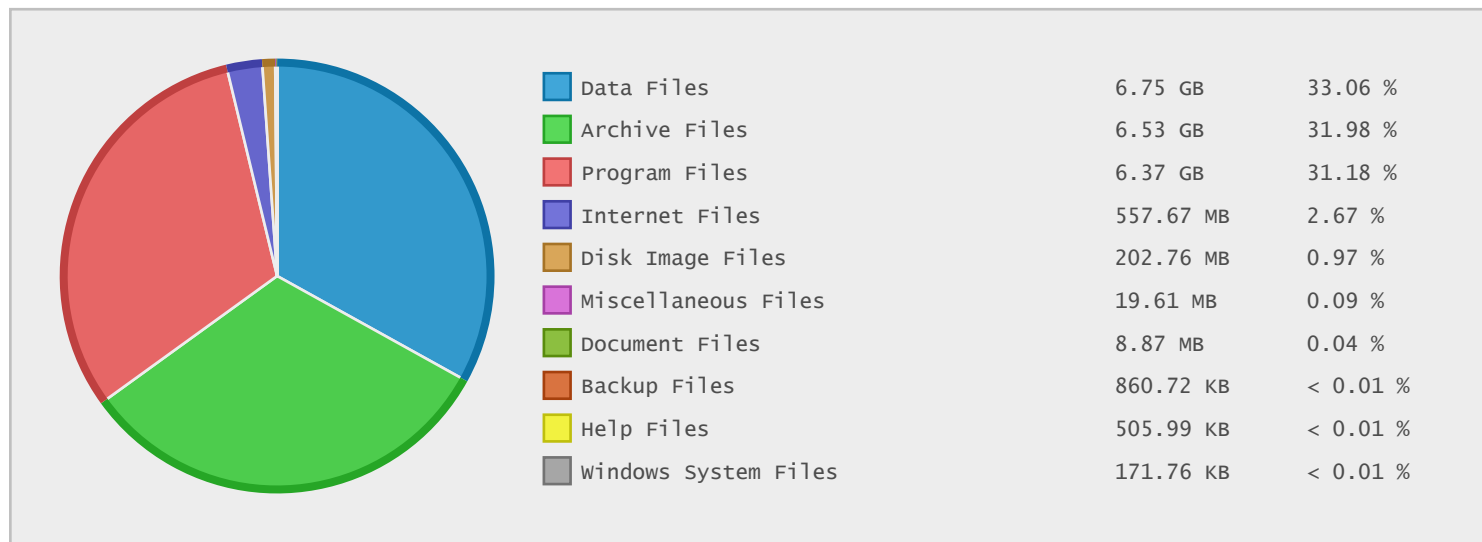 Data Files 6.75 GB 33.06 %
Archive Files 6.53 GB 31.98 %
Program Files 6.37 GB 31.18 %
Internet Files 557.67 MB 2.67 %
Disk Image Files 202.76 MB 0.97 %
Miscellaneous Files 19.61 MB 0.09 %
Document Files 8.87 MB 0.04 %
Backup Files 860.72 KB < 0.01 %
Help Files 505.99 KB < 0.01 %
Windows System Files 171.76 KB < 0.01 %